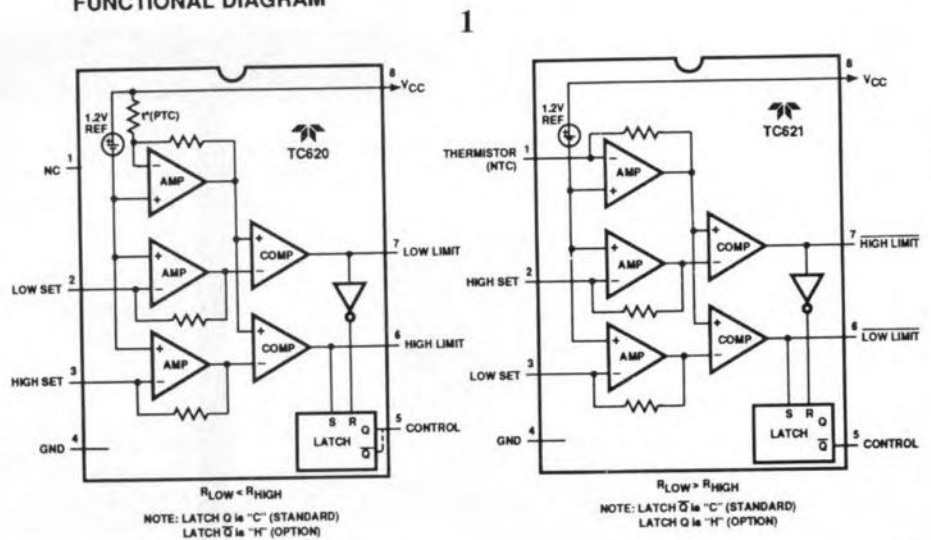 FUNCTIONAL DIAGRAM
1
8
VCC
1.2V
REF
t°(PTC)
TC620
1
NC
AMP
COMP
7
LOW LIMIT
AMP
2
LOW SET
6
HIGH LIMIT
COMP
AMP
3
HIGH SET
S R Q
5
CONTROL
LATCH
Q̅
4
GND
RLOW < RHIGH
NOTE: LATCH Q is "C" (STANDARD)
LATCH Q̅ is "H" (OPTION)
8
VCC
1.2V
REF
TC621
1
THERMISTOR
(NTC)
AMP
COMP
7
H̅I̅G̅H̅ ̅L̅I̅M̅I̅T̅
AMP
2
HIGH SET
6
L̅O̅W̅ ̅L̅I̅M̅I̅T̅
COMP
AMP
3
LOW SET
S R Q
LATCH
Q̅
5
CONTROL
4
GND
RLOW > RHIGH
NOTE: LATCH Q̅ is "C" (STANDARD)
LATCH Q is "H" (OPTION)